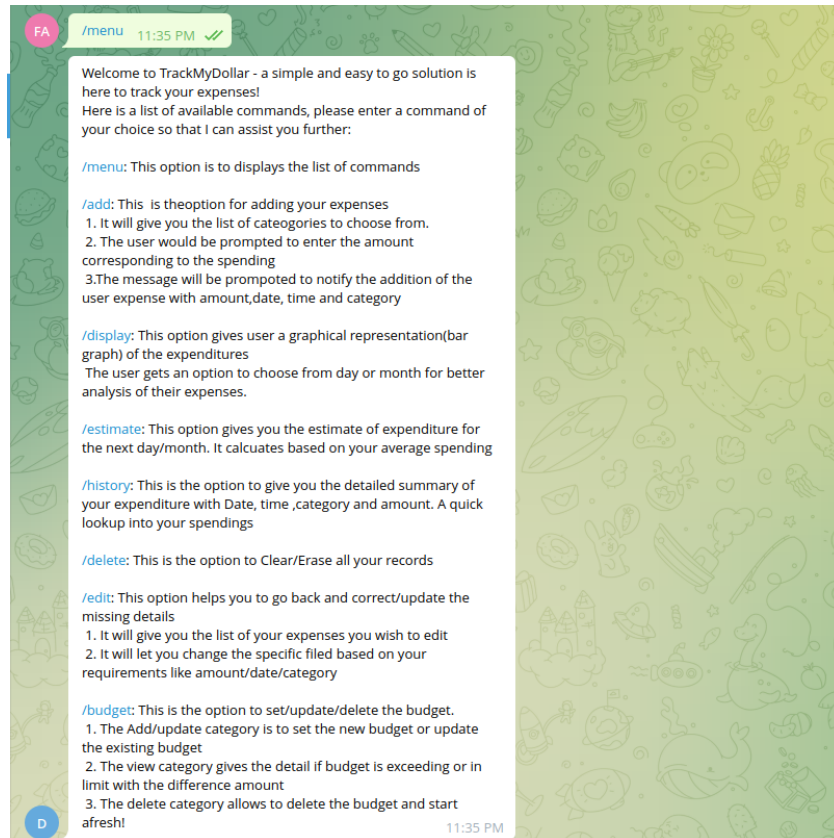 FA
/menu 11:35 PM
Welcome to TrackMyDollar - a simple and easy to go solution is
here to track your expenses!
Here is a list of available commands, please enter a command of
your choice so that I can assist you further:
/menu: This option is to displays the list of commands
/add: This  is theoption for adding your expenses
1. It will give you the list of cateogories to choose from.
2. The user would be prompted to enter the amount
corresponding to the spending
3.The message will be prompoted to notify the addition of the
user expense with amount,date, time and category
/display: This option gives user a graphical representation(bar
graph) of the expenditures
The user gets an option to choose from day or month for better
analysis of their expenses.
/estimate: This option gives you the estimate of expenditure for
the next day/month. It calcuates based on your average spending
/history: This is the option to give you the detailed summary of
your expenditure with Date, time ,category and amount. A quick
lookup into your spendings
/delete: This is the option to Clear/Erase all your records
/edit: This option helps you to go back and correct/update the
missing details
1. It will give you the list of your expenses you wish to edit
2. It will let you change the specific filed based on your
requirements like amount/date/category
/budget: This is the option to set/update/delete the budget.
1. The Add/update category is to set the new budget or update
the existing budget
2. The view category gives the detail if budget is exceeding or in
limit with the difference amount
3. The delete category allows to delete the budget and start
afresh!
11:35 PM
D